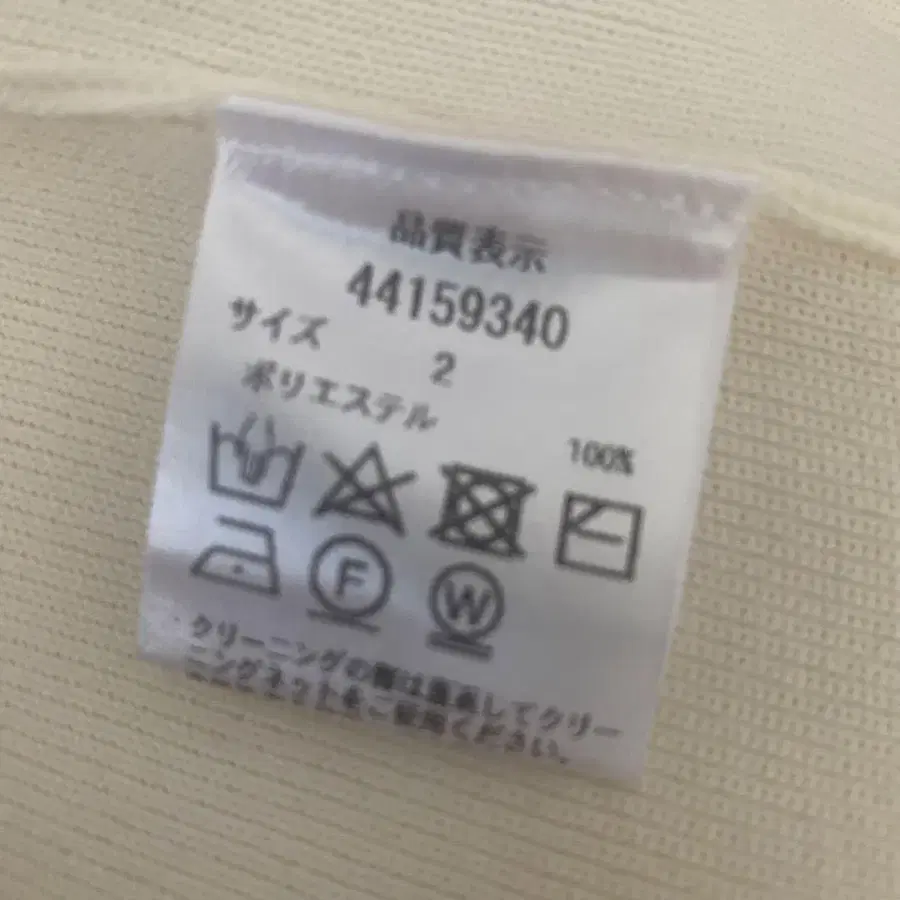 品質表示
44159340
サイズ 2
ポリエステル 100%
F W
クリーニングの際は裏返してクリー
ニングネットをご使用ください。